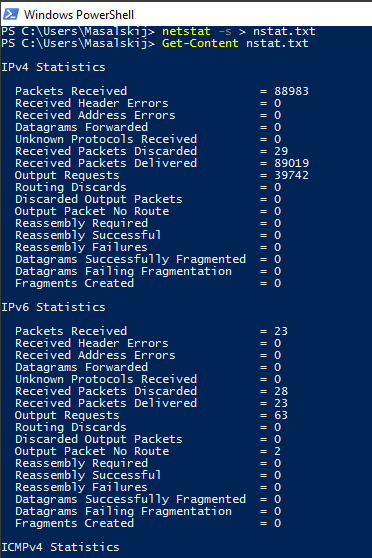 Windows PowerShell
PS C:\Users\Masalskij> netstat -s > nstat.txt
PS C:\Users\Masalskij> Get-Content nstat.txt
IPv4 Statistics
Packets Received = 88983
Received Header Errors = 0
Received Address Errors = 0
Datagrams Forwarded = 0
Unknown Protocols Received = 0
Received Packets Discarded = 29
Received Packets Delivered = 89019
Output Requests = 39742
Routing Discards = 0
Discarded Output Packets = 0
Output Packet No Route = 0
Reassembly Required = 0
Reassembly Successful = 0
Reassembly Failures = 0
Datagrams Successfully Fragmented = 0
Datagrams Failing Fragmentation = 0
Fragments Created = 0
IPv6 Statistics
Packets Received = 23
Received Header Errors = 0
Received Address Errors = 0
Datagrams Forwarded = 0
Unknown Protocols Received = 0
Received Packets Discarded = 28
Received Packets Delivered = 23
Output Requests = 63
Routing Discards = 0
Discarded Output Packets = 0
Output Packet No Route = 2
Reassembly Required = 0
Reassembly Successful = 0
Reassembly Failures = 0
Datagrams Successfully Fragmented = 0
Datagrams Failing Fragmentation = 0
Fragments Created = 0
ICMPv4 Statistics